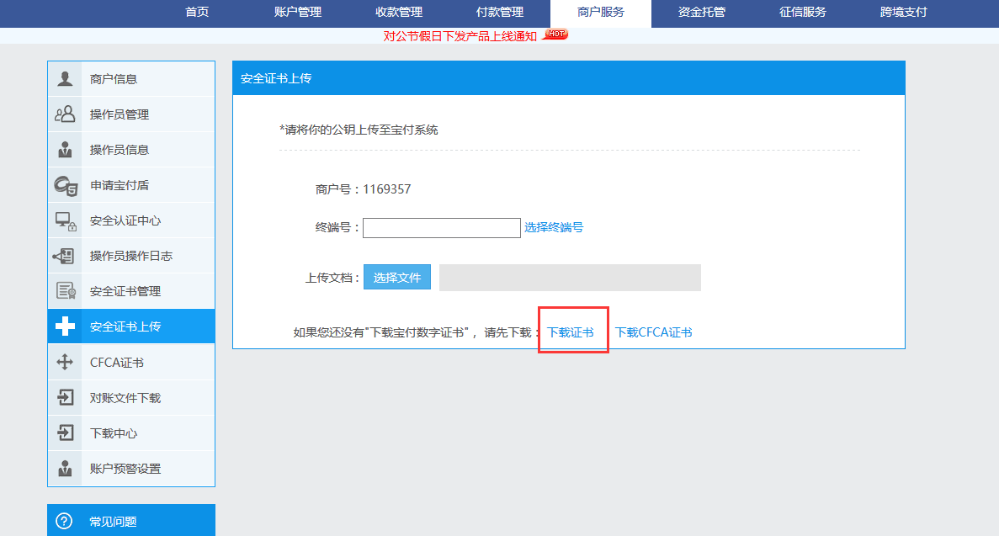 首页 账户管理 收款管理 付款管理 商户服务 资金托管 征信服务 跨境支付
对公节假日下发产品上线通知 HOT
商户信息
操作员管理
操作员信息
申请宝付盾
安全认证中心
操作员操作日志
安全证书管理
安全证书上传
CFCA证书
对账文件下载
下载中心
账户预警设置
常见问题
安全证书上传
*请将你的公钥上传至宝付系统
商户号：1169357
终端号： 选择终端号
上传文档： 选择文件
如果您还没有"下载宝付数字证书"，请先下载： 下载证书 下载CFCA证书